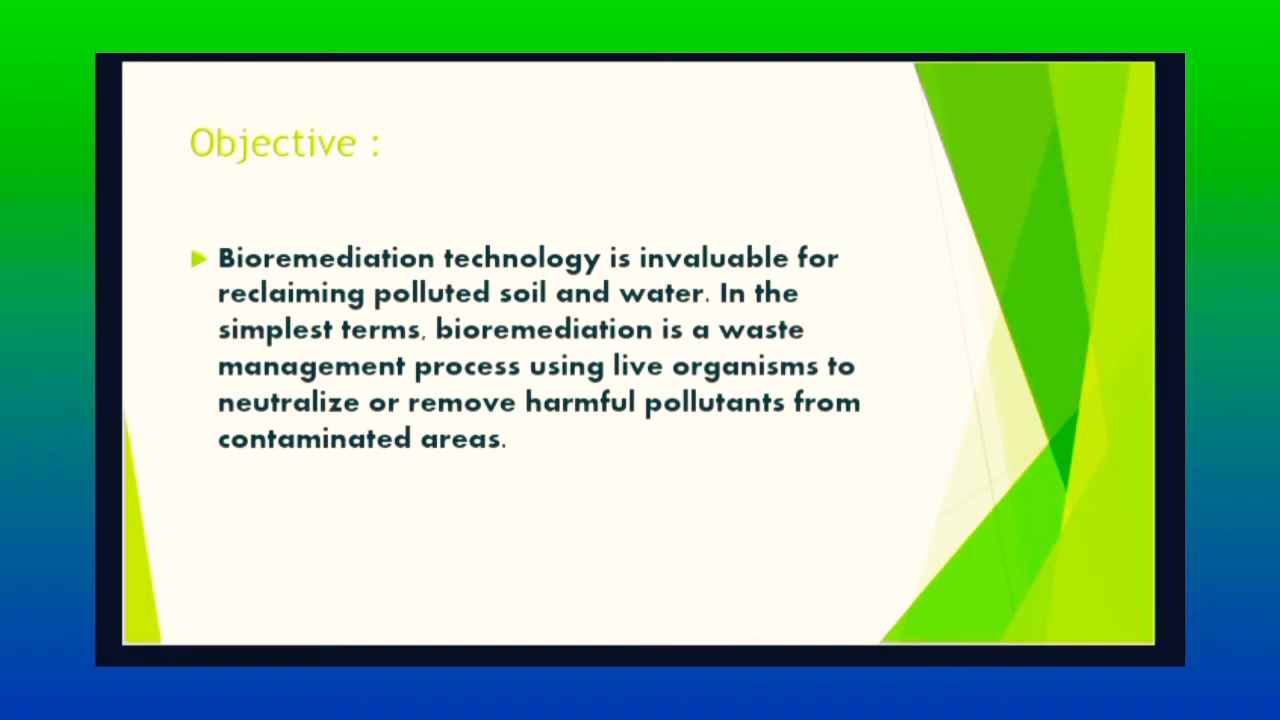 Objective :
Bioremediation technology is invaluable for
reclaiming polluted soil and water. In the
simplest terms, bioremediation is a waste
management process using live organisms to
neutralize or remove harmful pollutants from
contaminated areas.